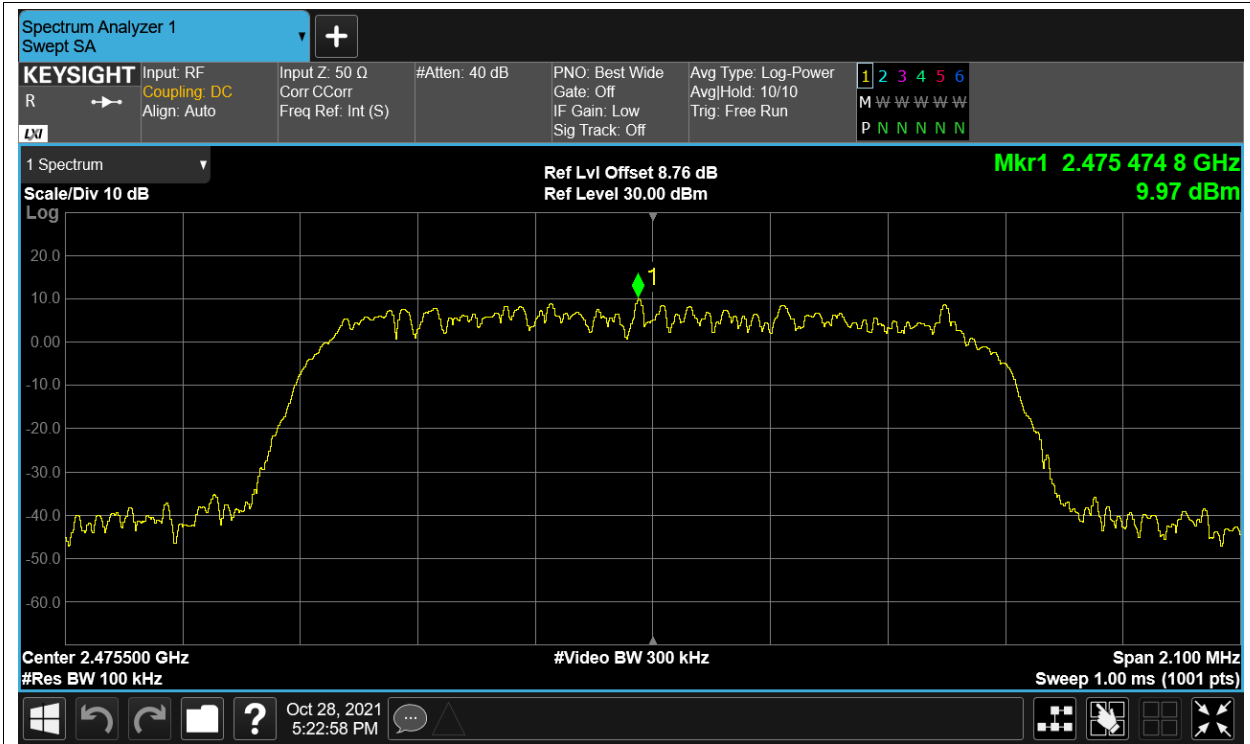 Spectrum Analyzer 1
Swept SA
KEYSIGHT
R
LXI
Input: RF
Coupling: DC
Align: Auto
Input Z: 50 Ω
Corr CCorr
Freq Ref: Int (S)
#Atten: 40 dB
PNO: Best Wide
Gate: Off
IF Gain: Low
Sig Track: Off
Avg Type: Log-Power
Avg|Hold: 10/10
Trig: Free Run
1 2 3 4 5 6
M W W W W W
P N N N N N
1 Spectrum
Scale/Div 10 dB
Log
Ref Lvl Offset 8.76 dB
Ref Level 30.00 dBm
Mkr1 2.475 474 8 GHz
9.97 dBm
1
20.0
10.0
0.00
-10.0
-20.0
-30.0
-40.0
-50.0
-60.0
Center 2.475500 GHz
#Res BW 100 kHz
#Video BW 300 kHz
Span 2.100 MHz
Sweep 1.00 ms (1001 pts)
?
Oct 28, 2021
5:22:58 PM